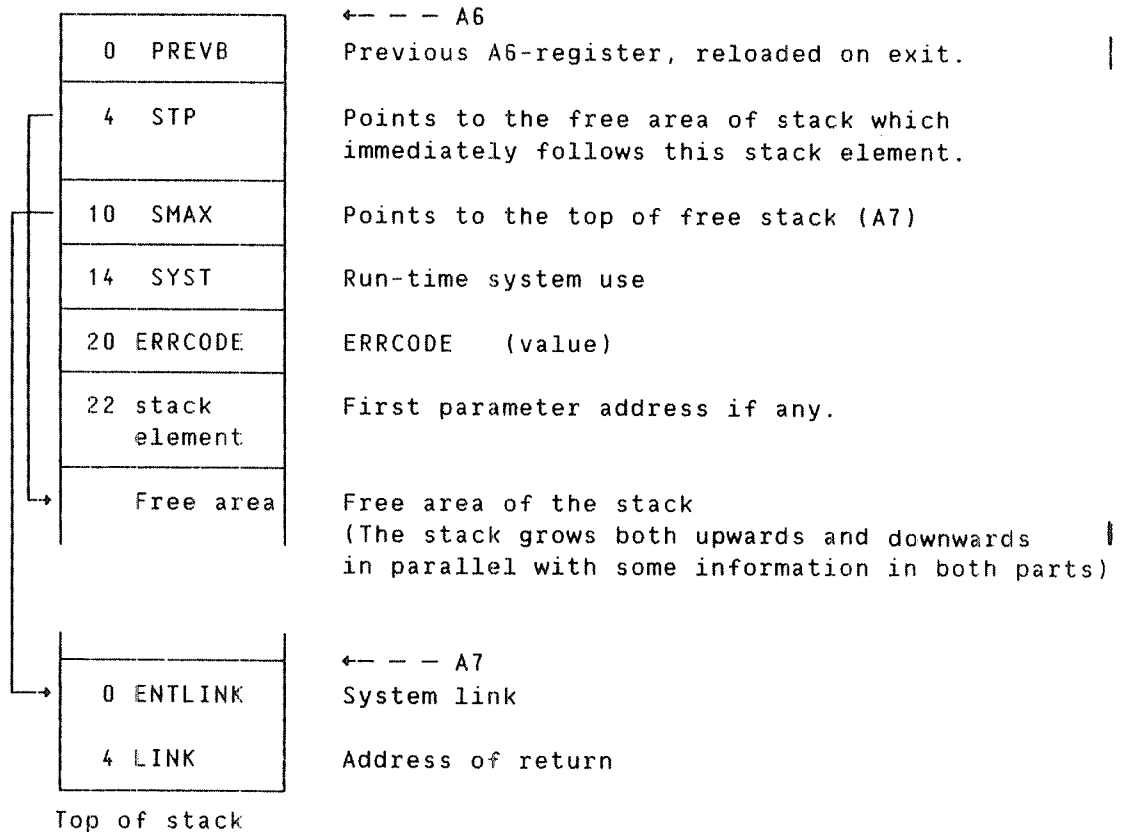 ←— — — A6
0 PREVB Previous A6-register, reloaded on exit.
4 STP Points to the free area of stack which
immediately follows this stack element.
10 SMAX Points to the top of free stack (A7)
14 SYST Run-time system use
20 ERRCODE ERRCODE (value)
22 stack First parameter address if any.
element
Free area Free area of the stack
(The stack grows both upwards and downwards
in parallel with some information in both parts)
←— — — A7
0 ENTLINK System link
4 LINK Address of return
Top of stack